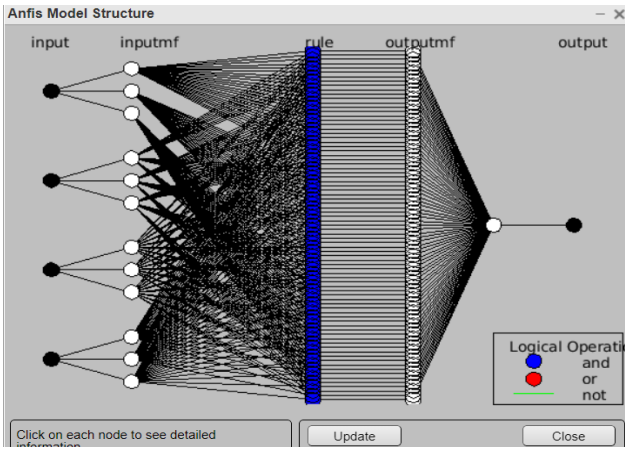 Anfis Model Structure
input inputmf rule outputmf output
Logical Operati
and
or
not
Click on each node to see detailed
information
Update
Close